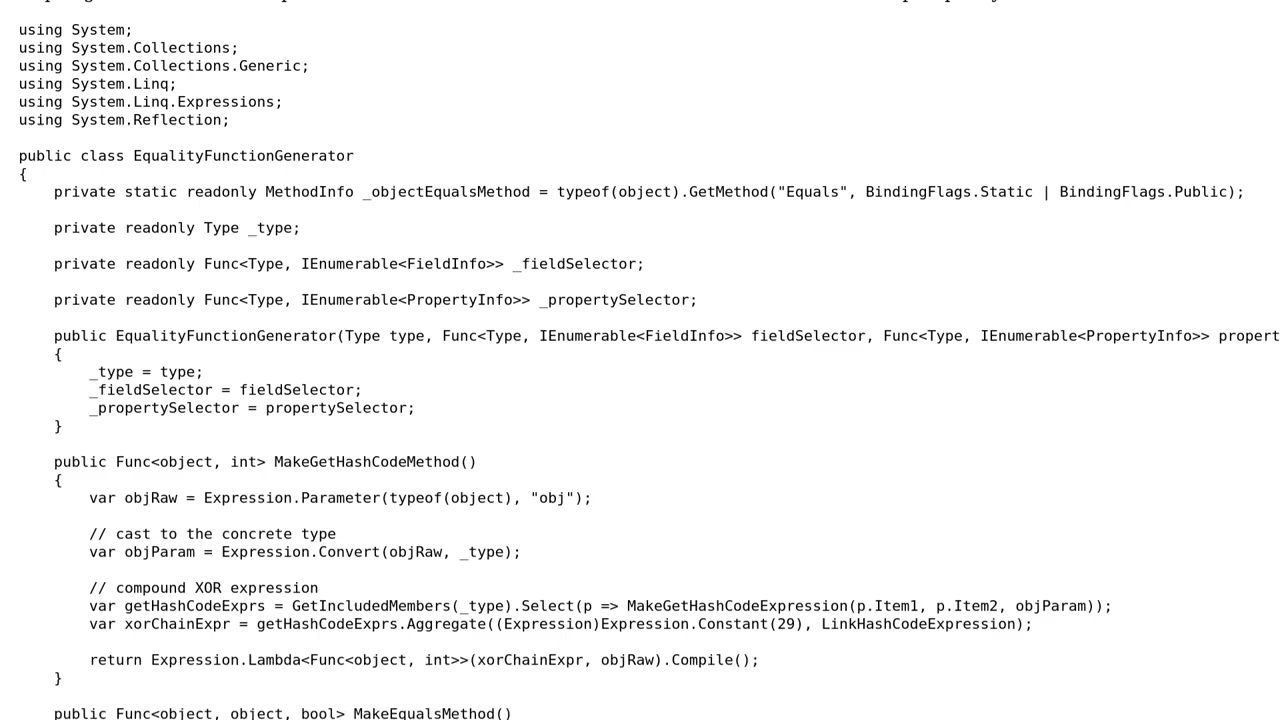 using System;
using System.Collections;
using System.Collections.Generic;
using System.Linq;
using System.Linq.Expressions;
using System.Reflection;
public class EqualityFunctionGenerator
{
private static readonly MethodInfo _objectEqualsMethod = typeof(object).GetMethod("Equals", BindingFlags.Static | BindingFlags.Public);
private readonly Type _type;
private readonly Func<Type, IEnumerable<FieldInfo>> _fieldSelector;
private readonly Func<Type, IEnumerable<PropertyInfo>> _propertySelector;
public EqualityFunctionGenerator(Type type, Func<Type, IEnumerable<FieldInfo>> fieldSelector, Func<Type, IEnumerable<PropertyInfo>> propert
{
_type = type;
_fieldSelector = fieldSelector;
_propertySelector = propertySelector;
}
public Func<object, int> MakeGetHashCodeMethod()
{
var objRaw = Expression.Parameter(typeof(object), "obj");
// cast to the concrete type
var objParam = Expression.Convert(objRaw, _type);
// compound XOR expression
var getHashCodeExprs = GetIncludedMembers(_type).Select(p => MakeGetHashCodeExpression(p.Item1, p.Item2, objParam));
var xorChainExpr = getHashCodeExprs.Aggregate((Expression)Expression.Constant(29), LinkHashCodeExpression);
return Expression.Lambda<Func<object, int>>(xorChainExpr, objRaw).Compile();
}
public Func<object, object, bool> MakeEqualsMethod()